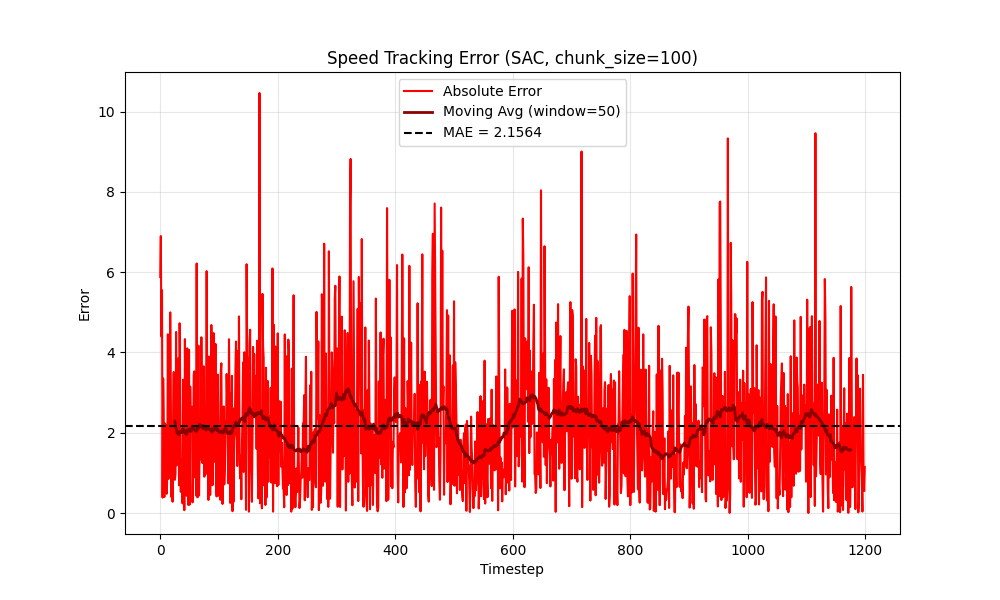 Speed Tracking Error (SAC, chunk_size=100)
Absolute Error
Moving Avg (window=50)
MAE = 2.1564
Error
10
8
6
4
2
0
0 200 400 600 800 1000 1200
Timestep